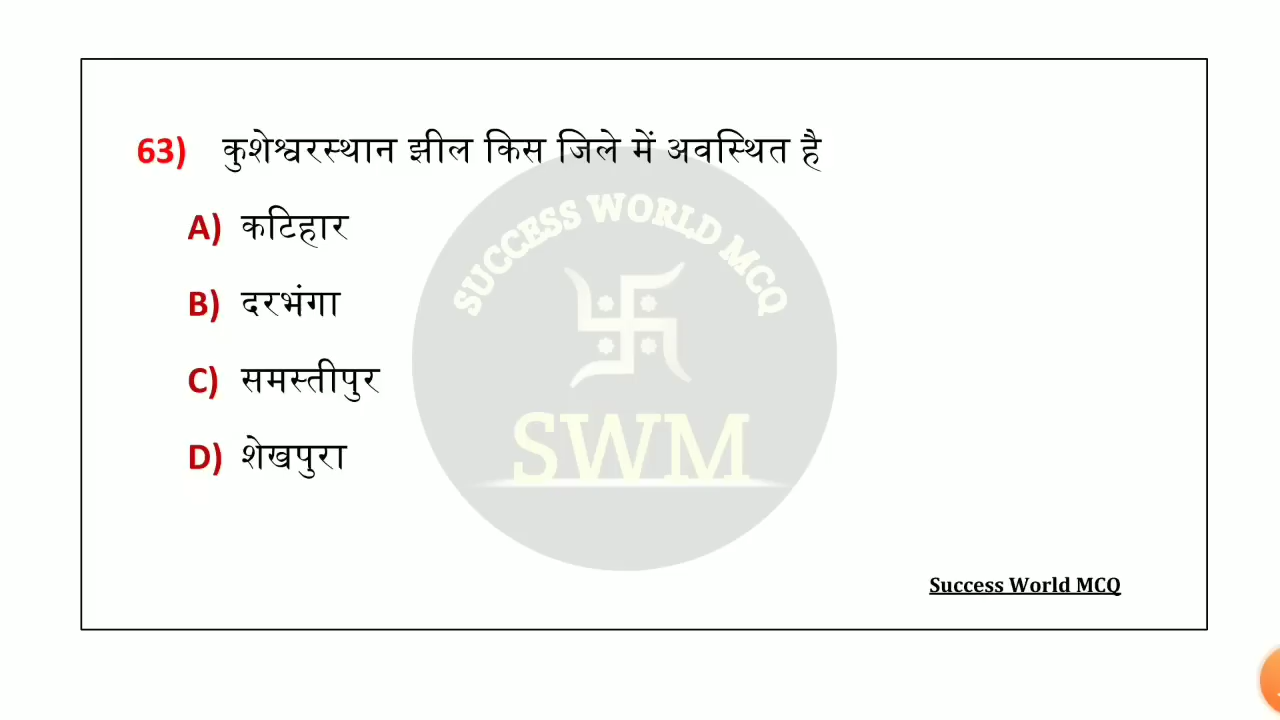 63) कुशेश्वरस्थान झील किस जिले में अवस्थित है
A) कटिहार
B) दरभंगा
C) समस्तीपुर
D) शेखपुरा
SUCCESS WORLD MCQ
SWM
Success World MCQ